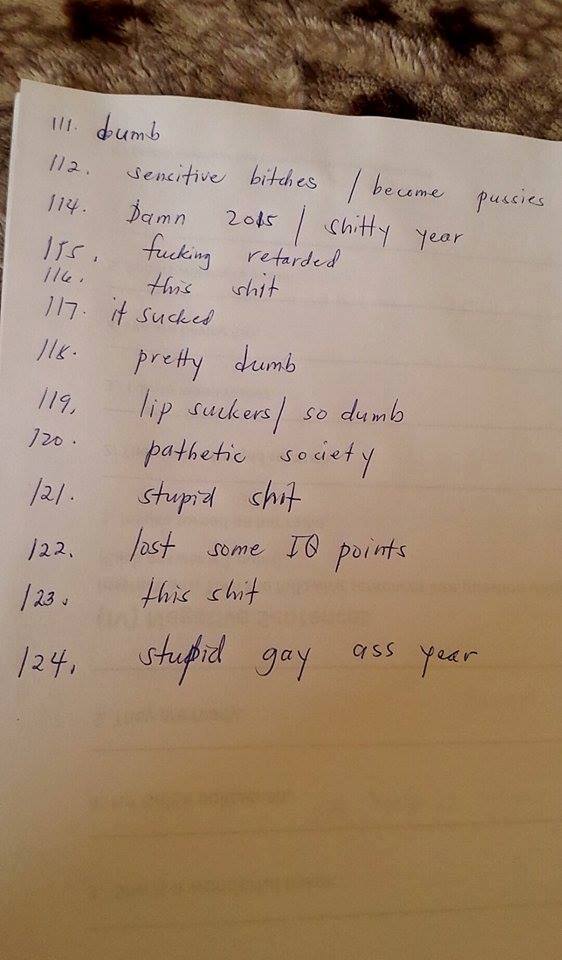 111. dumb
112. sensitive bitches / become pussies
114. Damn 2015 / shitty year
115. fucking retarded
116. this shit
117. it sucked
118. pretty dumb
119. lip suckers / so dumb
120. pathetic society
121. stupid shit
122. lost some IQ points
123. this shit
124. stupid gay ass year